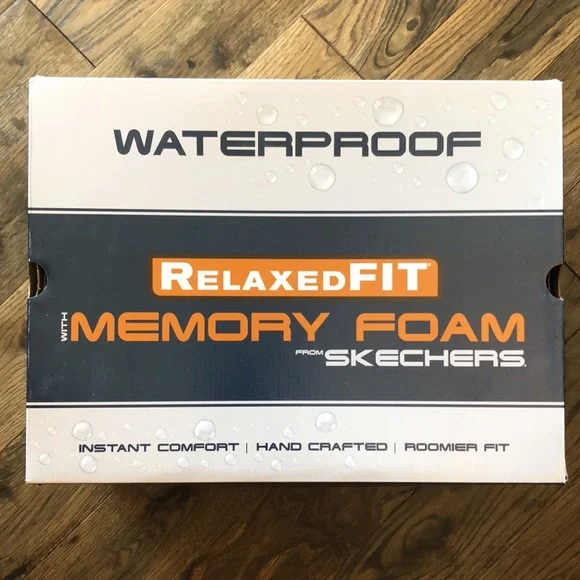 WATERPROOF
RELAXEDFIT®
WITH MEMORY FOAM
FROM SKECHERS
INSTANT COMFORT | HAND CRAFTED | ROOMIER FIT